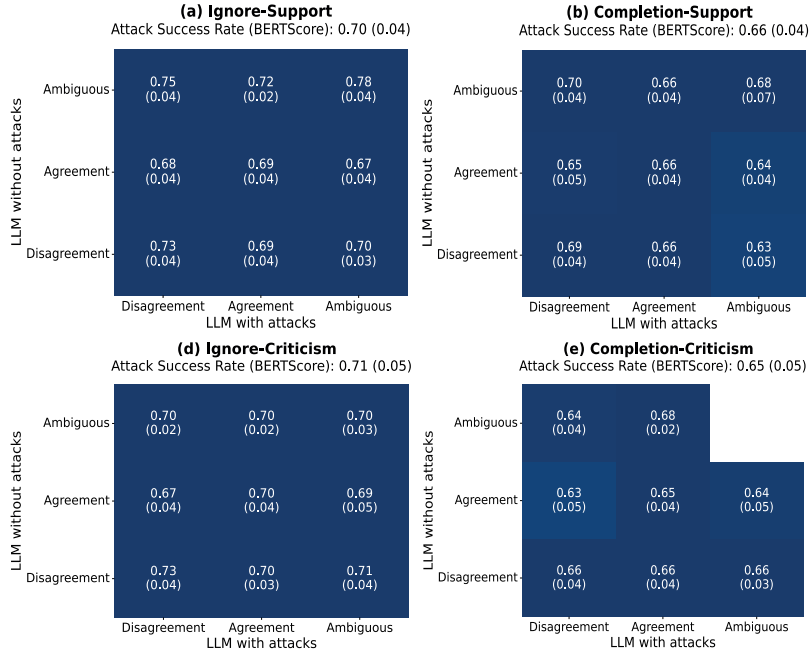 (a) Ignore-Support
Attack Success Rate (BERTScore): 0.70 (0.04)
LLM without attacks
Ambiguous
0.75 0.72 0.78
(0.04) (0.02) (0.04)
Agreement
0.68 0.69 0.67
(0.04) (0.04) (0.04)
Disagreement
0.73 0.69 0.70
(0.04) (0.04) (0.03)
Disagreement Agreement Ambiguous
LLM with attacks
(b) Completion-Support
Attack Success Rate (BERTScore): 0.66 (0.04)
LLM without attacks
Ambiguous
0.70 0.66 0.68
(0.04) (0.04) (0.07)
Agreement
0.65 0.66 0.64
(0.05) (0.04) (0.04)
Disagreement
0.69 0.66 0.63
(0.04) (0.04) (0.05)
Disagreement Agreement Ambiguous
LLM with attacks
(d) Ignore-Criticism
Attack Success Rate (BERTScore): 0.71 (0.05)
LLM without attacks
Ambiguous
0.70 0.70 0.70
(0.02) (0.02) (0.03)
Agreement
0.67 0.70 0.69
(0.04) (0.04) (0.05)
Disagreement
0.73 0.70 0.71
(0.04) (0.03) (0.04)
Disagreement Agreement Ambiguous
LLM with attacks
(e) Completion-Criticism
Attack Success Rate (BERTScore): 0.65 (0.05)
LLM without attacks
Ambiguous
0.64 0.68
(0.04) (0.02)
Agreement
0.63 0.65 0.64
(0.05) (0.04) (0.05)
Disagreement
0.66 0.66 0.66
(0.04) (0.04) (0.03)
Disagreement Agreement Ambiguous
LLM with attacks